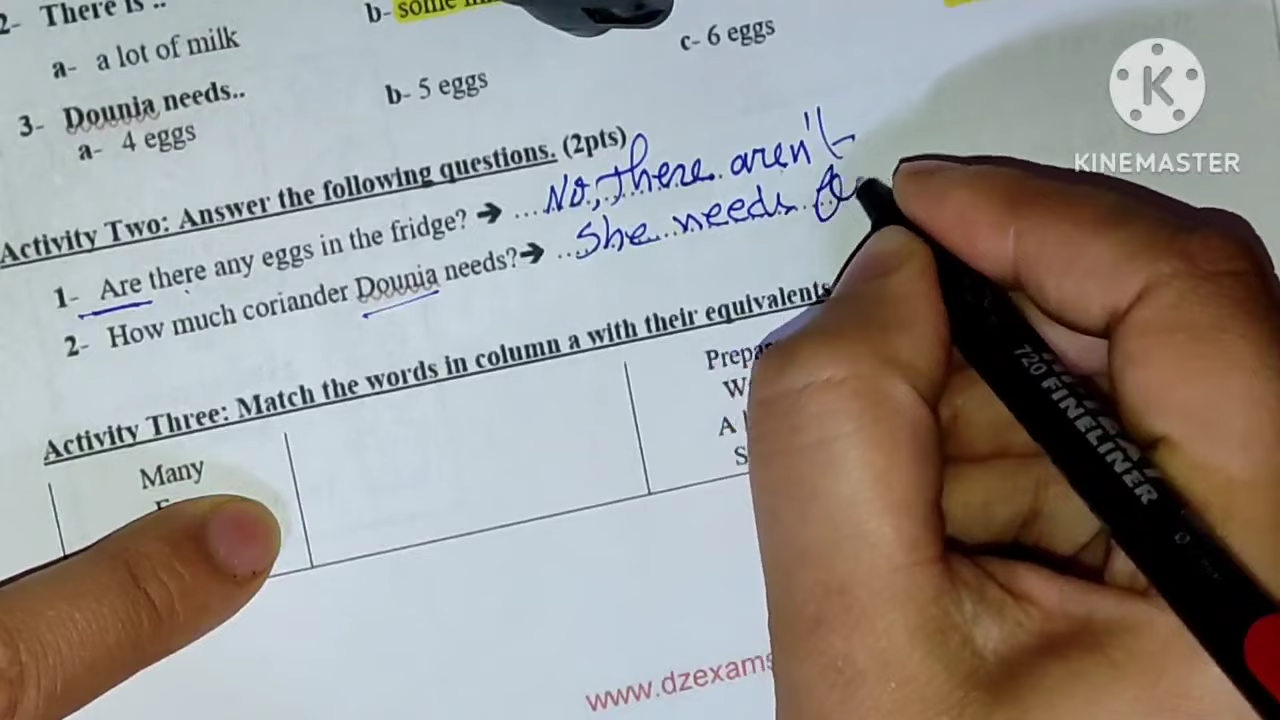 2- There is ..
a- a lot of milk
b- some
3- Dounia needs..
a- 4 eggs
b- 5 eggs
c- 6 eggs
Activity Two: Answer the following questions. (2pts)
1- Are there any eggs in the fridge? ➔ ... No, there aren't
2- How much coriander Dounia needs?➔ ... She needs
Activity Three: Match the words in column a with their equivalents
Many
A
www.dzexams
KINEMASTER
720 FINELINER